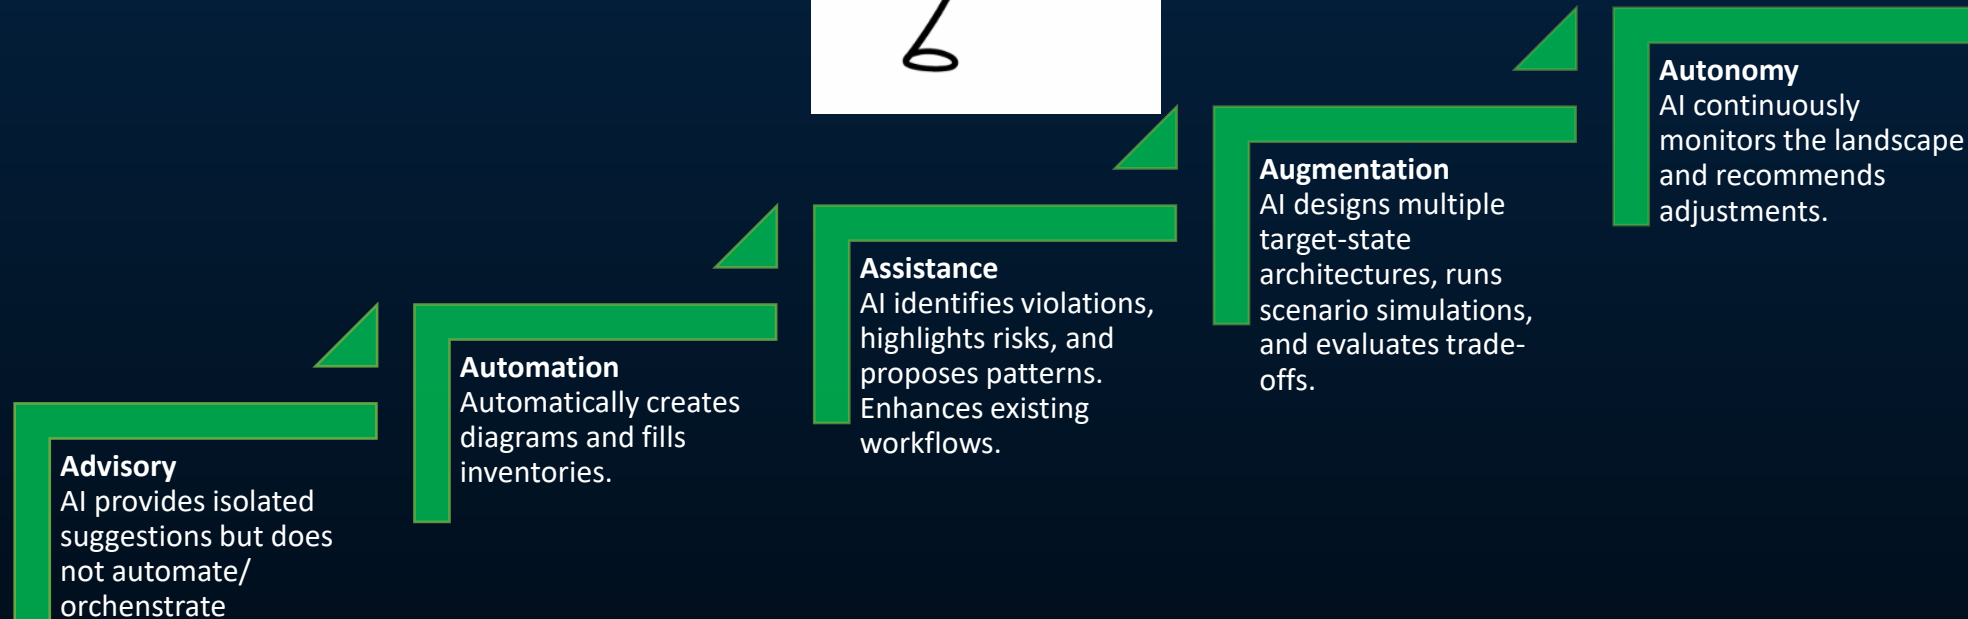 Advisory
AI provides isolated
suggestions but does
not automate/
orchenstrate
Automation
Automatically creates
diagrams and fills
inventories.
Assistance
AI identifies violations,
highlights risks, and
proposes patterns.
Enhances existing
workflows.
Augmentation
AI designs multiple
target-state
architectures, runs
scenario simulations,
and evaluates trade-
offs.
Autonomy
AI continuously
monitors the landscape
and recommends
adjustments.